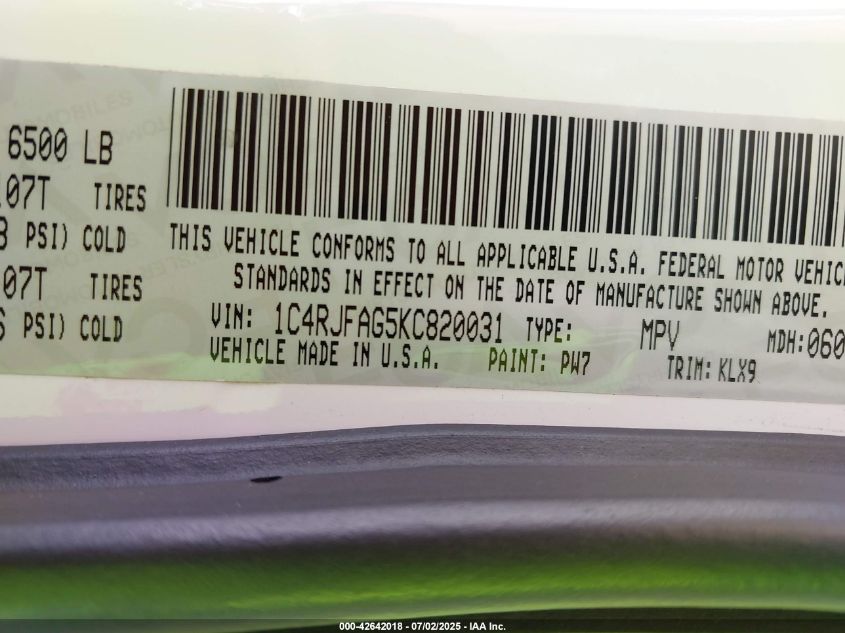 6500 LB
07T TIRES
PSI) COLD
07T TIRES
PSI) COLD
THIS VEHICLE CONFORMS TO ALL APPLICABLE U.S.A. FEDERAL MOTOR VEHIC
STANDARDS IN EFFECT ON THE DATE OF MANUFACTURE SHOWN ABOVE.
VIN: 1C4RJFAG5KC820031 TYPE: MPV MDH:060
VEHICLE MADE IN U.S.A. PAINT: PW7 TRIM: KLX9
000-42642018 - 07/02/2025 - IAA Inc.